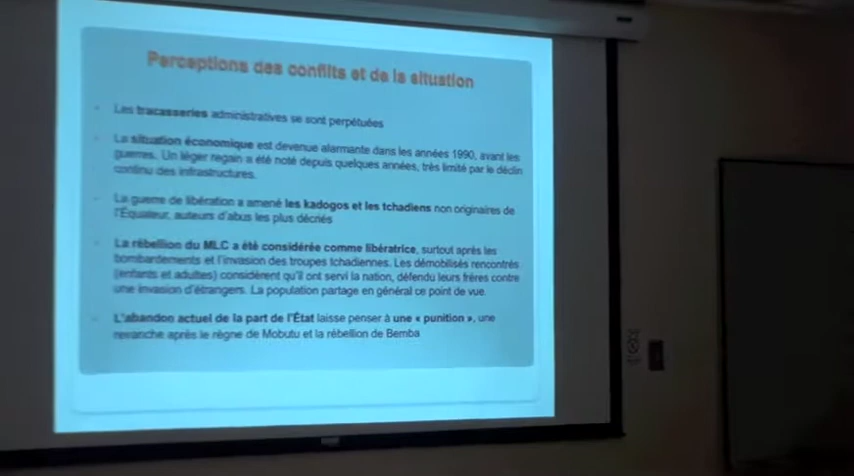 Perceptions des conflits et de la situation
Les tracasseries administratives se sont perpétuées
La situation économique est devenue alarmante dans les années 1990, avant les
guerres. Un léger regain a été noté depuis quelques années, très limité par le déclin
continu des infrastructures.
La guerre de libération a amené les kadogos et les tchadiens non originaires de
l'Équateur, auteurs d'abus les plus décriés
La rébellion du MLC a été considérée comme libératrice, surtout après les
bombardements et l'invasion des troupes tchadiennes. Les démobilisés rencontrés
(enfants et adultes) considèrent qu'il ont servi la nation, défendu leurs frères contre
une invasion d'étrangers. La population partage en général ce point de vue.
L'abandon actuel de la part de l'État laisse penser à une « punition », une
revanche après le règne de Mobutu et la rébellion de Bemba